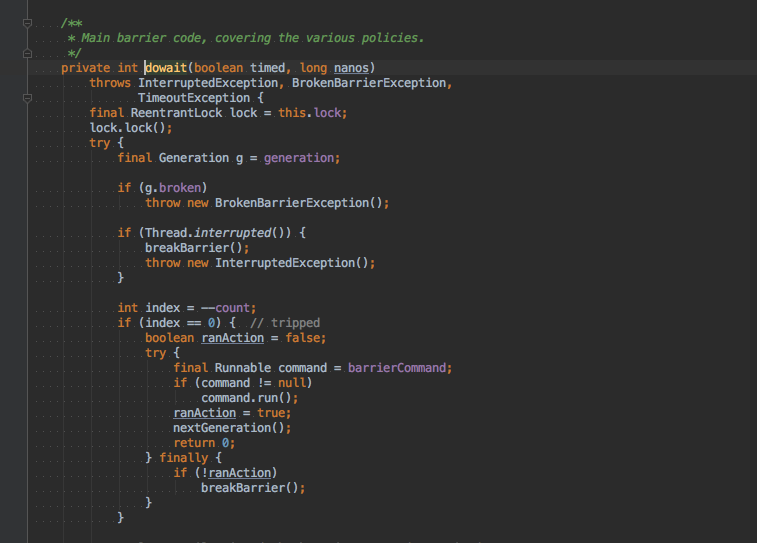 /**
* Main barrier code, covering the various policies.
*/
private int dowait(boolean timed, long nanos)
throws InterruptedException, BrokenBarrierException,
TimeoutException {
final ReentrantLock lock = this.lock;
lock.lock();
try {
final Generation g = generation;
if (g.broken)
throw new BrokenBarrierException();
if (Thread.interrupted()) {
breakBarrier();
throw new InterruptedException();
}
int index = --count;
if (index == 0) {  // tripped
boolean ranAction = false;
try {
final Runnable command = barrierCommand;
if (command != null)
command.run();
ranAction = true;
nextGeneration();
return 0;
} finally {
if (!ranAction)
breakBarrier();
}
}